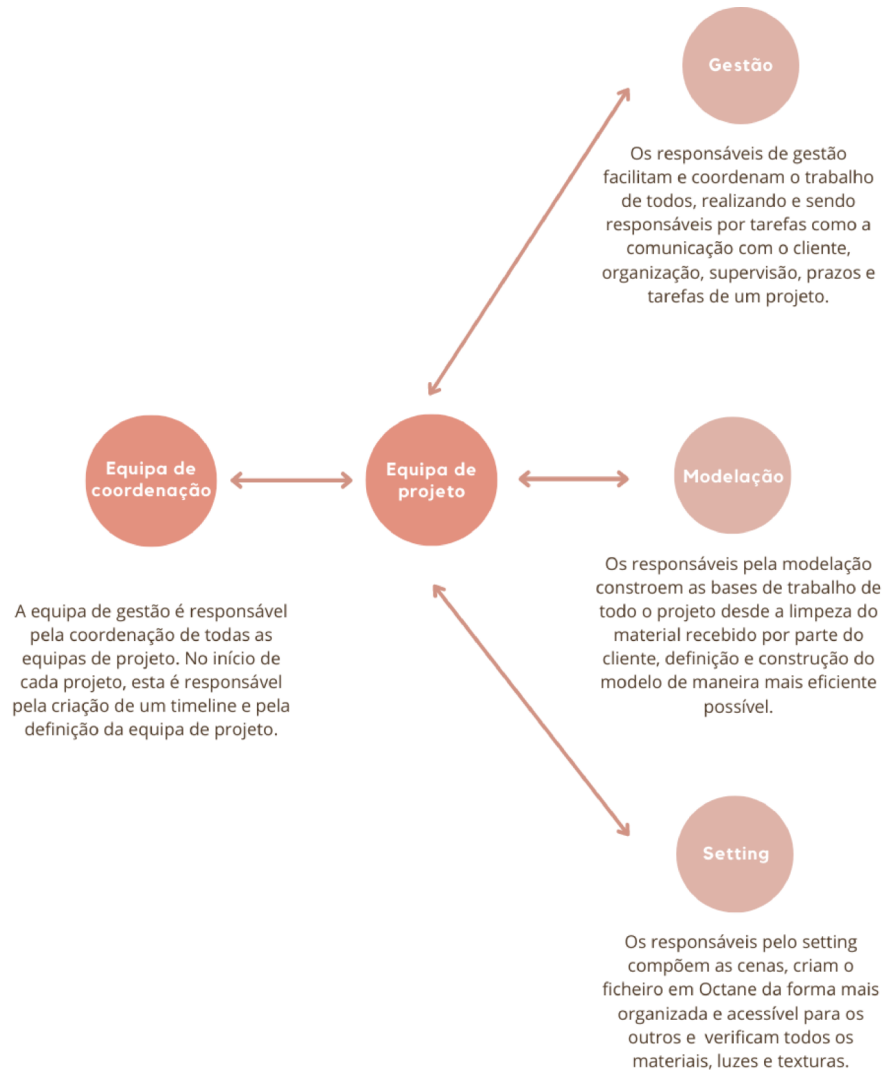 Gestão
Os responsáveis de gestão
facilitam e coordenam o trabalho
de todos, realizando e sendo
responsáveis por tarefas como a
comunicação com o cliente,
organização, supervisão, prazos e
tarefas de um projeto.
Equipa de
coordenação
A equipa de gestão é responsável
pela coordenação de todas as
equipas de projeto. No início de
cada projeto, esta é responsável
pela criação de um timeline e pela
definição da equipa de projeto.
Equipa de
projeto
Modelação
Os responsáveis pela modelação
constroem as bases de trabalho de
todo o projeto desde a limpeza do
material recebido por parte do
cliente, definição e construção do
modelo de maneira mais eficiente
possível.
Setting
Os responsáveis pelo setting
compõem as cenas, criam o
ficheiro em Octane da forma mais
organizada e acessível para os
outros e  verificam todos os
materiais, luzes e texturas.